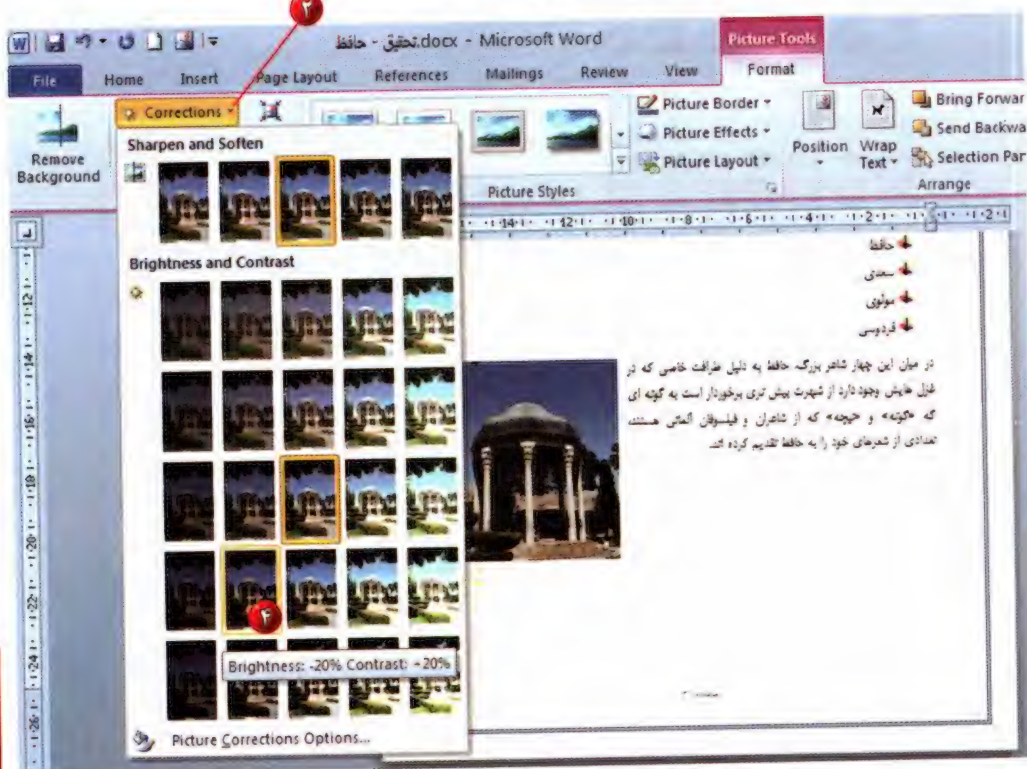 ۲
تحقیق - حافظ.docx - Microsoft Word
Picture Tools
File Home Insert Page Layout References Mailings Review View Format
Remove Background
Corrections
Picture Border
Picture Effects
Picture Layout
Picture Styles
Position
Wrap Text
Bring Forwar
Send Backwa
Selection Pan
Arrange
Sharpen and Soften
Brightness and Contrast
۴
Brightness: -20% Contrast: +20%
Picture Corrections Options...
حافظ
سعدی
مولوی
فردوسی
در میان این چهار شاعر بزرگ، حافظ به دلیل ظرافت خاصی که در
غزل هایش وجود دارد از شهرت بیش تری برخوردار است به گونه ای
که «گوته» و «نیچه» که از شاعران و فیلسوفان آلمانی هستند،
تعدادی از شعرهای خود را به حافظ تقدیم کرده اند.